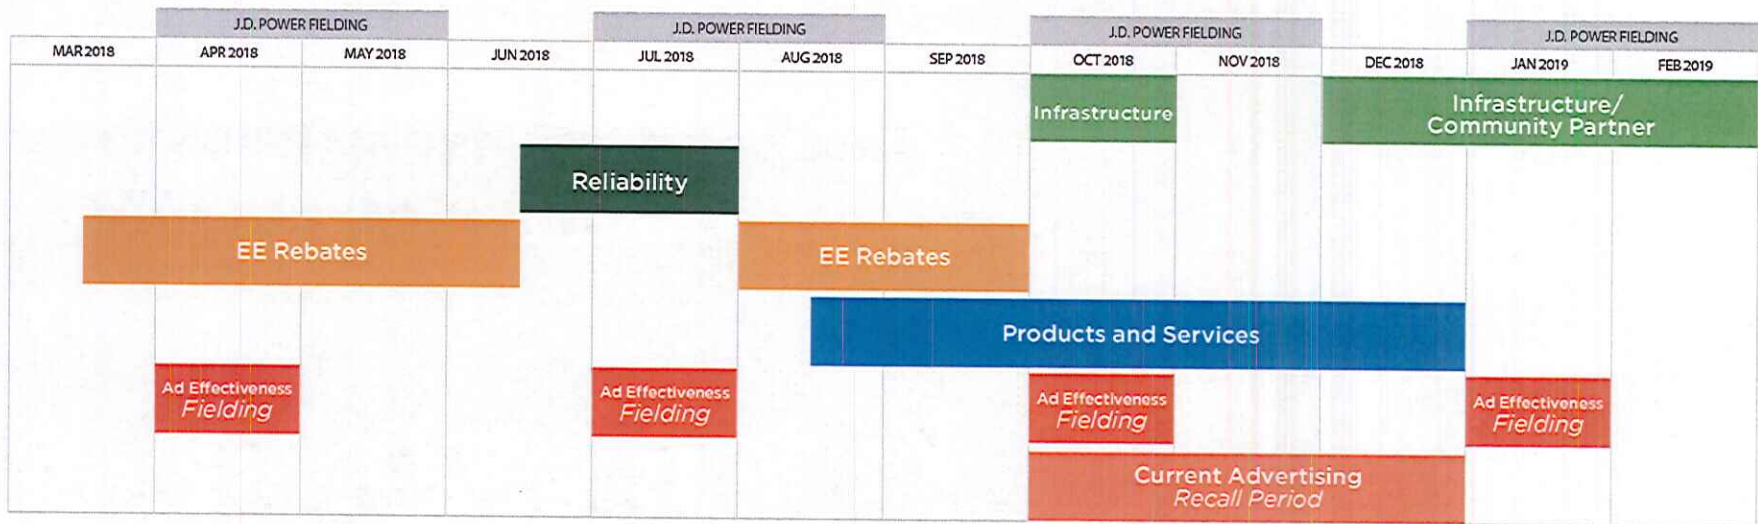 J.D. POWER FIELDING
J.D. POWER FIELDING
J.D. POWER FIELDING
J.D. POWER FIELDING
MAR 2018
APR 2018
MAY 2018
JUN 2018
JUL 2018
AUG 2018
SEP 2018
OCT 2018
NOV 2018
DEC 2018
JAN 2019
FEB 2019
Infrastructure
Infrastructure/
Community Partner
Reliability
EE Rebates
EE Rebates
Products and Services
Ad Effectiveness
Fielding
Ad Effectiveness
Fielding
Ad Effectiveness
Fielding
Ad Effectiveness
Fielding
Current Advertising
Recall Period